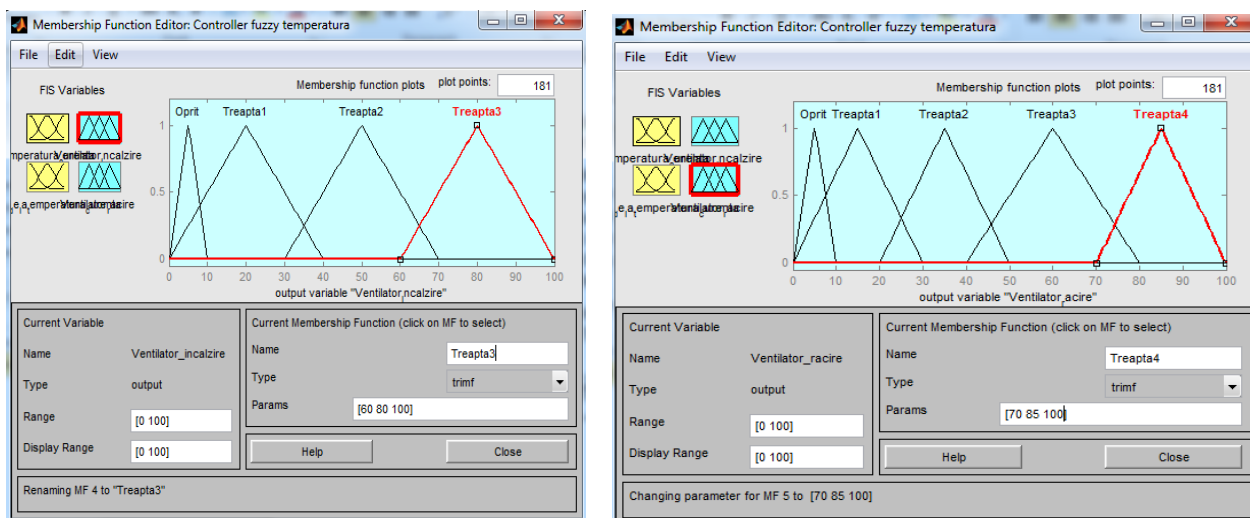 Membership Function Editor: Controller fuzzy temperatura
File Edit View
FIS Variables
Membership function plots
plot points:
181
Oprit Treapta1 Treapta2 Treapta3
1
0.5
0
0 10 20 30 40 50 60 70 80 90 100
output variable "Ventilatorᵢncalzire"
Current Variable
Name Ventilator_incalzire
Type output
Range [0 100]
Display Range [0 100]
Current Membership Function (click on MF to select)
Name Treapta3
Type trimf
Params [60 80 100]
Help Close
Renaming MF 4 to "Treapta3"
Membership Function Editor: Controller fuzzy temperatura
File Edit View
FIS Variables
Membership function plots
plot points:
181
Oprit Treapta1 Treapta2 Treapta3 Treapta4
1
0.5
0
0 10 20 30 40 50 60 70 80 90 100
output variable "Ventilatorᵣacire"
Current Variable
Name Ventilator_racire
Type output
Range [0 100]
Display Range [0 100]
Current Membership Function (click on MF to select)
Name Treapta4
Type trimf
Params [70 85 100]
Help Close
Changing parameter for MF 5 to [70 85 100]